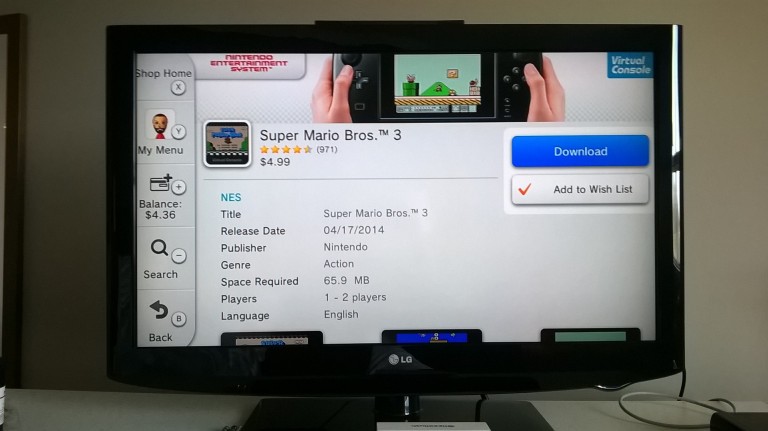 NINTENDO
ENTERTAINMENT
SYSTEM™
Virtual
Console
Shop Home
X
Y
My Menu
+
Balance:
$4.36
−
Search
B
Back
Super Mario Bros.™ 3
(971)
$4.99
Download
Add to Wish List
NES
Title Super Mario Bros.™ 3
Release Date 04/17/2014
Publisher Nintendo
Genre Action
Space Required 65.9 MB
Players 1 - 2 players
Language English
LG